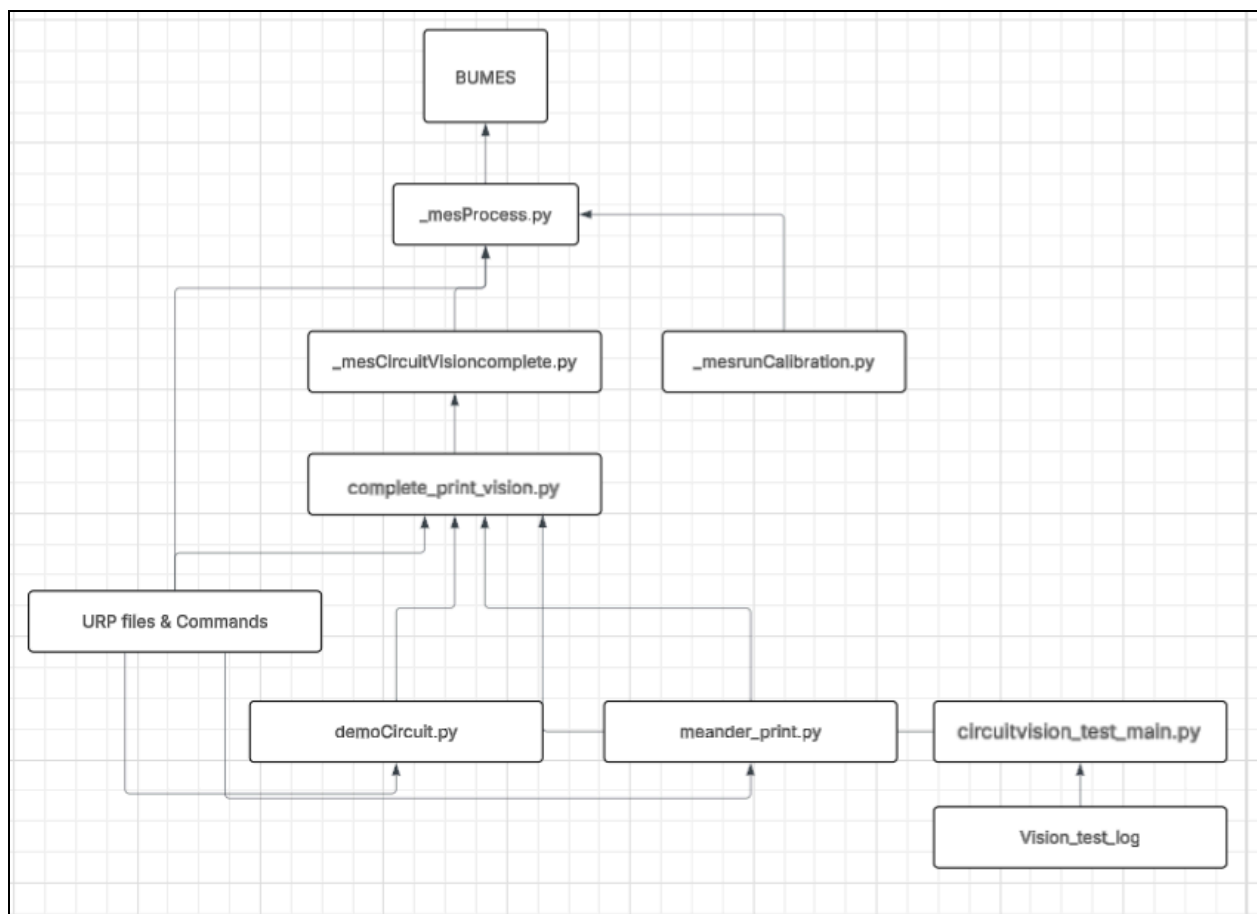 BUMES
_mesProcess.py
_mesCircuitVisioncomplete.py
_mesrunCalibration.py
complete_print_vision.py
URP files & Commands
demoCircuit.py
meander_print.py
circuitvision_test_main.py
Vision_test_log